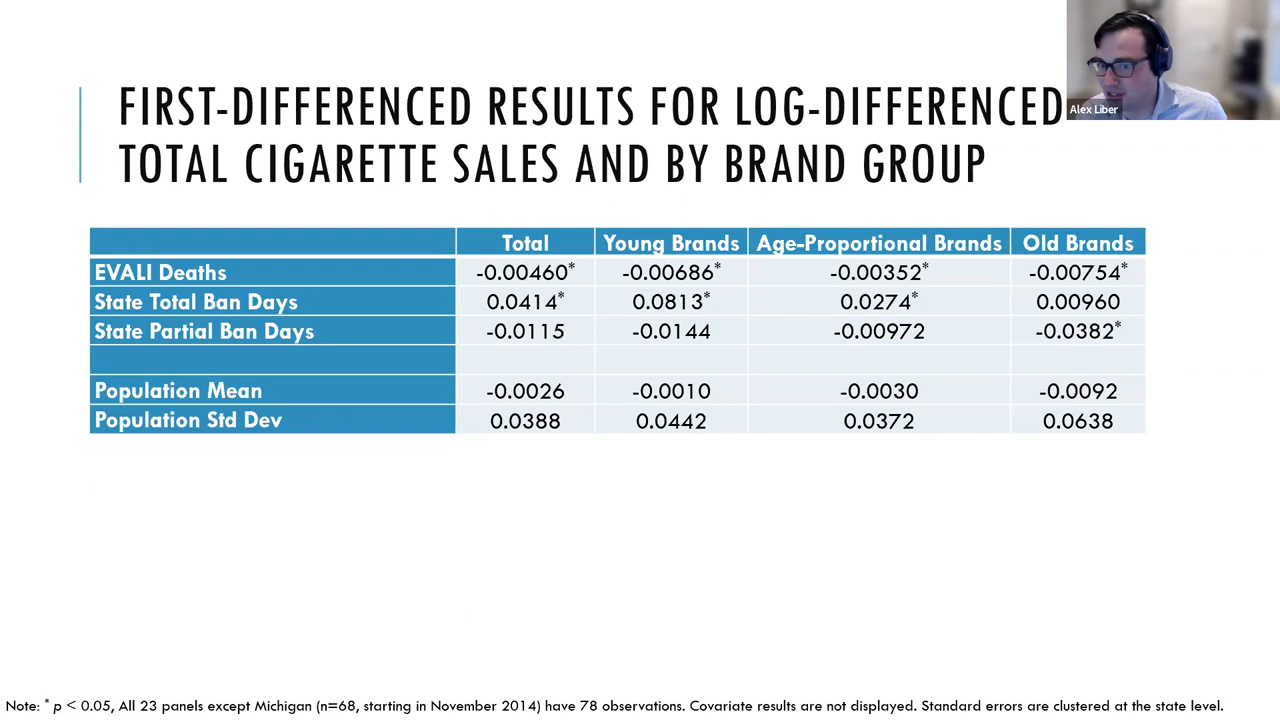 Alex Liber
FIRST-DIFFERENCED RESULTS FOR LOG-DIFFERENCED
TOTAL CIGARETTE SALES AND BY BRAND GROUP
Total Young Brands Age-Proportional Brands Old Brands
EVALI Deaths -0.00460* -0.00686* -0.00352* -0.00754*
State Total Ban Days 0.0414* 0.0813* 0.0274* 0.00960
State Partial Ban Days -0.0115 -0.0144 -0.00972 -0.0382*
Population Mean -0.0026 -0.0010 -0.0030 -0.0092
Population Std Dev 0.0388 0.0442 0.0372 0.0638
Note: * p < 0.05, All 23 panels except Michigan (n=68, starting in November 2014) have 78 observations. Covariate results are not displayed. Standard errors are clustered at the state level.